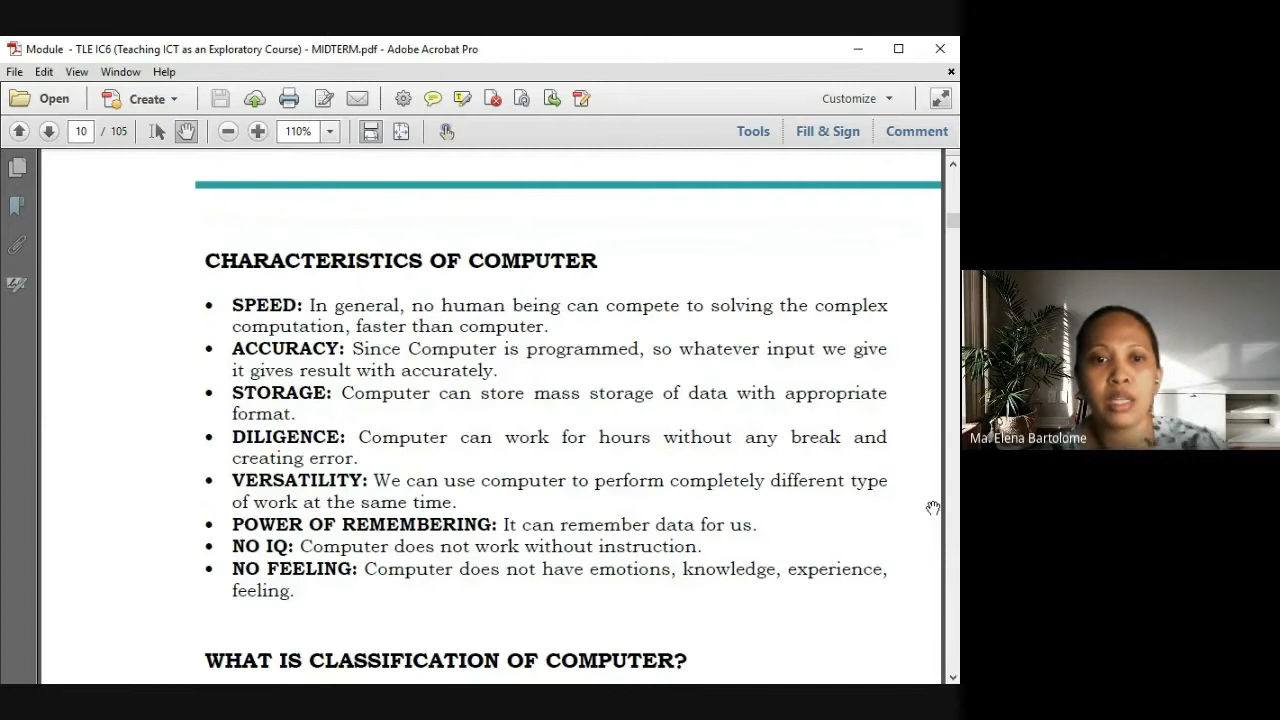 Module - TLE IC6 (Teaching ICT as an Exploratory Course) - MIDTERM.pdf - Adobe Acrobat Pro
File Edit View Window Help
Open Create Customize
10 / 105 110% Tools Fill & Sign Comment
CHARACTERISTICS OF COMPUTER
• SPEED: In general, no human being can compete to solving the complex
computation, faster than computer.
• ACCURACY: Since Computer is programmed, so whatever input we give
it gives result with accurately.
• STORAGE: Computer can store mass storage of data with appropriate
format.
• DILIGENCE: Computer can work for hours without any break and
creating error.
• VERSATILITY: We can use computer to perform completely different type
of work at the same time.
• POWER OF REMEMBERING: It can remember data for us.
• NO IQ: Computer does not work without instruction.
• NO FEELING: Computer does not have emotions, knowledge, experience,
feeling.
WHAT IS CLASSIFICATION OF COMPUTER?
Ma. Elena Bartolome